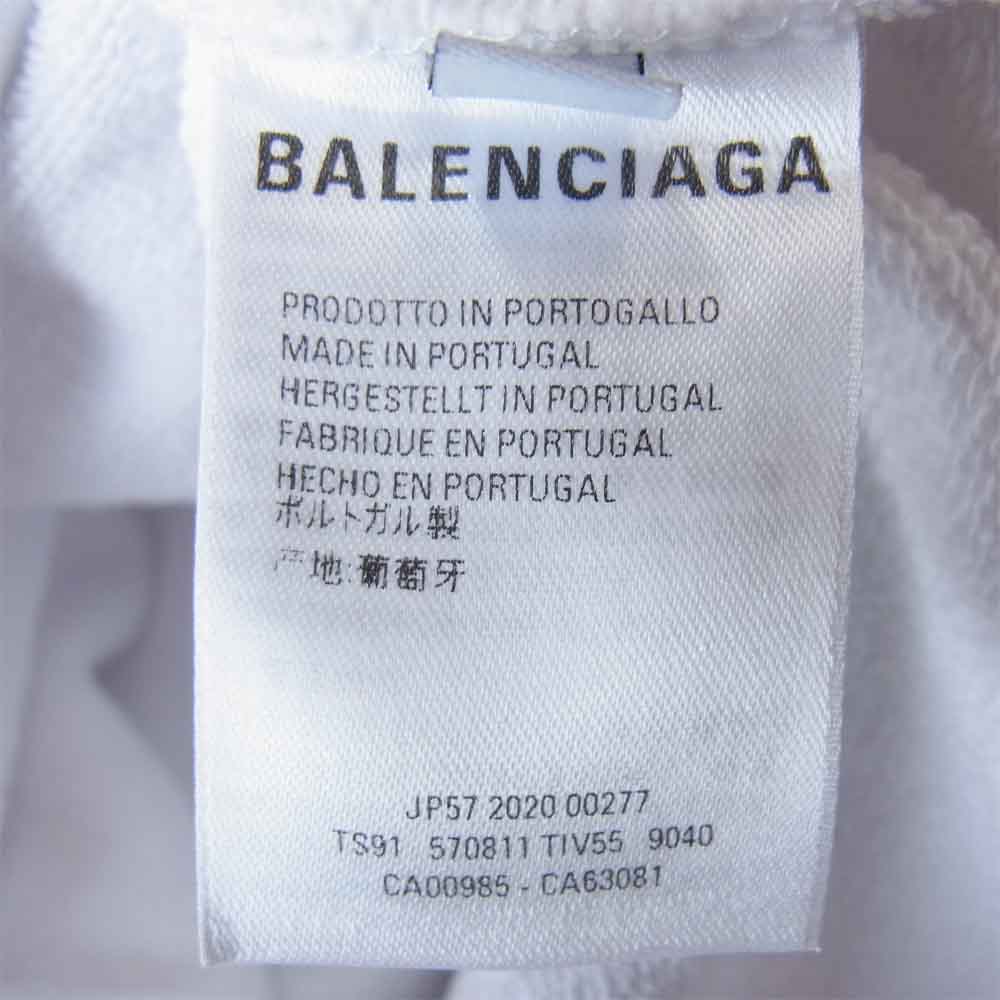 BALENCIAGA
PRODOTTO IN PORTOGALLO
MADE IN PORTUGAL
HERGESTELLT IN PORTUGAL
FABRIQUE EN PORTUGAL
HECHO EN PORTUGAL
ポルトガル製
产地:葡萄牙
JP57 2020 00277
TS91 570811 TIV55 9040
CA00985 - CA63081